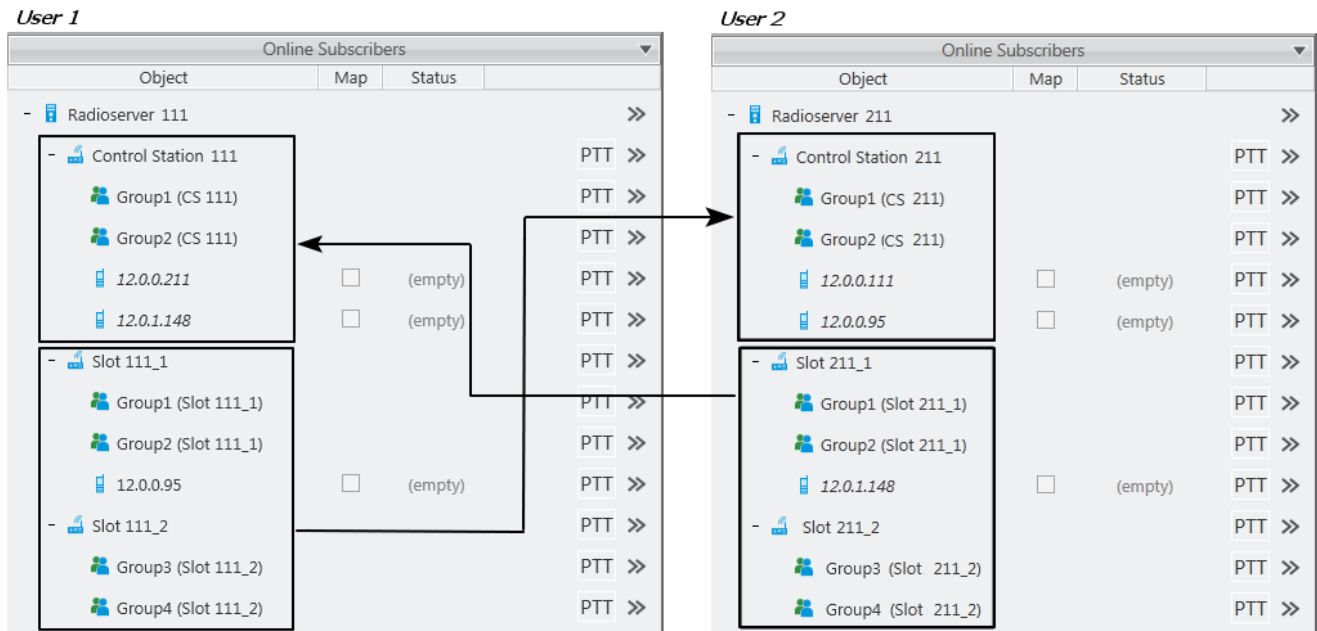 User 1
Online Subscribers
Object Map Status
- Radioserver 111
- Control Station 111 PTT
Group1 (CS 111) PTT
Group2 (CS 111) PTT
12.0.0.211 (empty) PTT
12.0.1.148 (empty) PTT
- Slot 111_1 PTT
Group1 (Slot 111_1) PTT
Group2 (Slot 111_1) PTT
12.0.0.95 (empty) PTT
- Slot 111_2 PTT
Group3 (Slot 111_2) PTT
Group4 (Slot 111_2) PTT
User 2
Online Subscribers
Object Map Status
- Radioserver 211
- Control Station 211 PTT
Group1 (CS 211) PTT
Group2 (CS 211) PTT
12.0.0.111 (empty) PTT
12.0.0.95 (empty) PTT
- Slot 211_1 PTT
Group1 (Slot 211_1) PTT
Group2 (Slot 211_1) PTT
12.0.1.148 (empty) PTT
- Slot 211_2 PTT
Group3 (Slot 211_2) PTT
Group4 (Slot 211_2) PTT